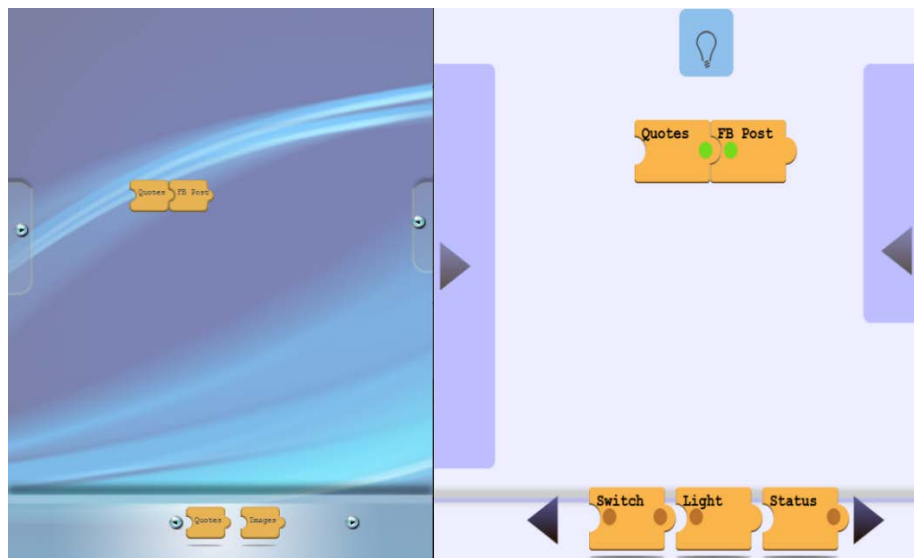 Quotes FB Post
Quotes Images
Quotes FB Post
Switch Light Status